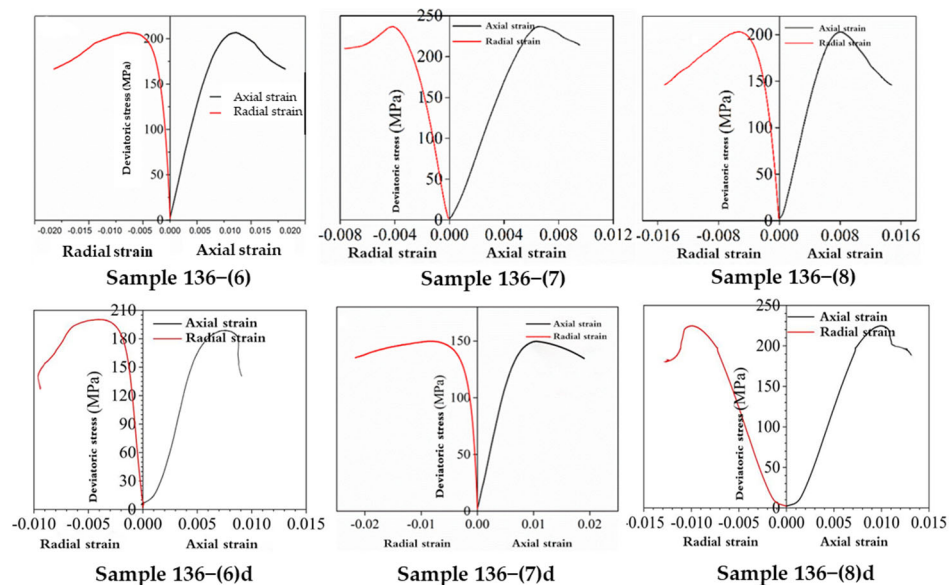 200
150
100
50
0
Deviatoric stress (MPa)
Axial strain
Radial strain
-0.020 -0.015 -0.010 -0.005 0.000 0.005 0.010 0.015 0.020
Radial strain Axial strain
Sample 136−(6)
250
200
150
100
50
0
Deviatoric stress (MPa)
Axial strain
Radial strain
-0.008 -0.004 0.000 0.004 0.008 0.012
Radial strain Axial strain
Sample 136−(7)
200
150
100
50
0
Deviatoric stress (MPa)
Axial strain
Radial strain
-0.016 -0.008 0.000 0.008 0.016
Radial strain Axial strain
Sample 136−(8)
210
180
150
120
90
60
30
0
Deviatoric stress (MPa)
Axial strain
Radial strain
-0.010 -0.005 0.000 0.005 0.010 0.015
Radial strain Axial strain
Sample 136−(6)d
150
100
50
0
Deviatoric stress (MPa)
Axial strain
Radial strain
-0.02 -0.01 0.00 0.01 0.02
Radial strain Axial strain
Sample 136−(7)d
250
200
150
100
50
0
Deviatoric stress (MPa)
Axial strain
Radial strain
-0.015 -0.010 -0.005 0.000 0.005 0.010 0.015
Radial strain Axial strain
Sample 136−(8)d